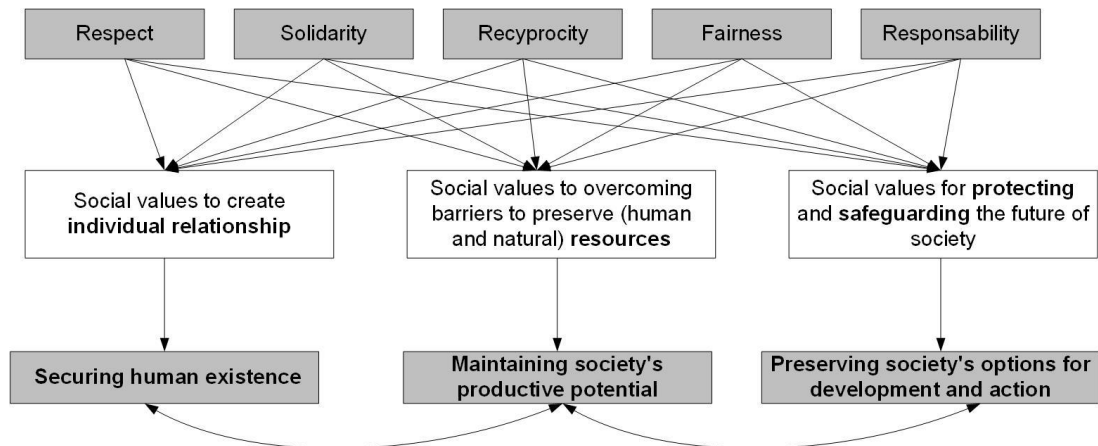 Respect
Solidarity
Recyprocity
Fairness
Responsability
Social values to create
individual relationship
Social values to overcoming
barriers to preserve (human
and natural) resources
Social values for protecting
and safeguarding the future of
society
Securing human existence
Maintaining society's
productive potential
Preserving society's options for
development and action